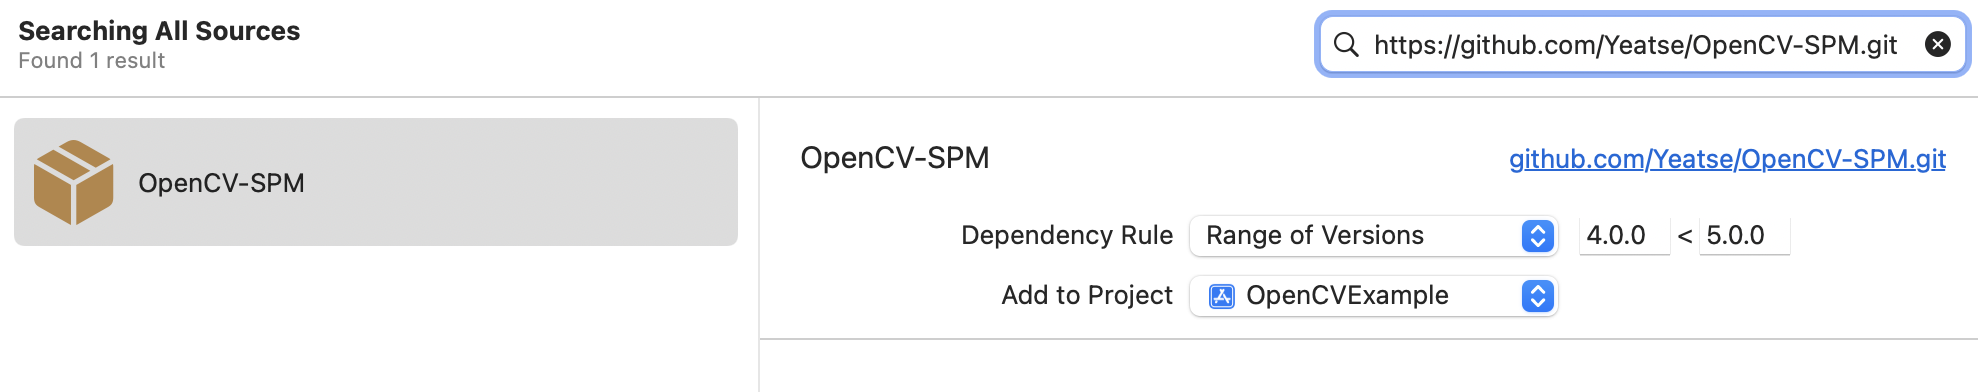 Searching All Sources
Found 1 result
https://github.com/Yeatse/OpenCV-SPM.git
OpenCV-SPM
OpenCV-SPM
github.com/Yeatse/OpenCV-SPM.git
Dependency Rule Range of Versions 4.0.0 < 5.0.0
Add to Project OpenCVExample